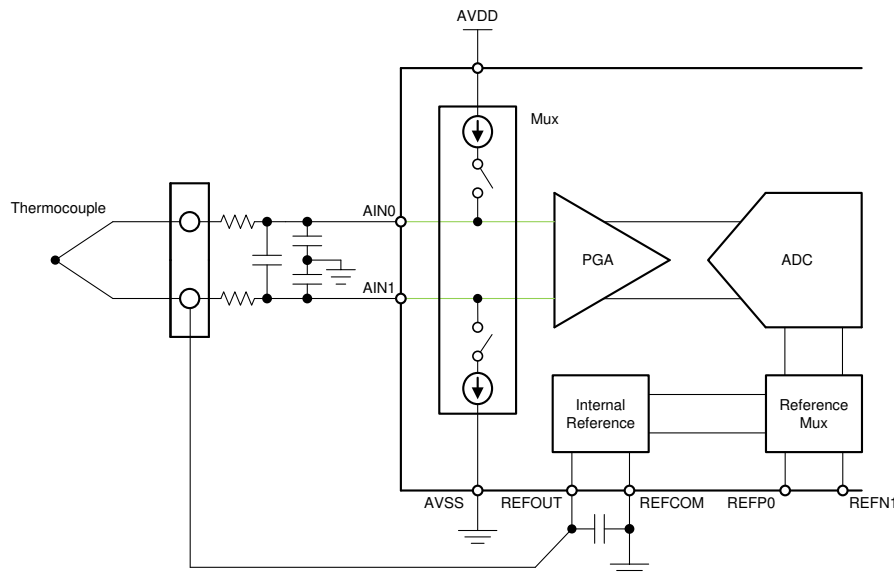 AVDD
Mux
Thermocouple
AIN0
PGA
ADC
AIN1
Internal
Reference
Reference
Mux
AVSS
REFOUT
REFCOM
REFP0
REFN1